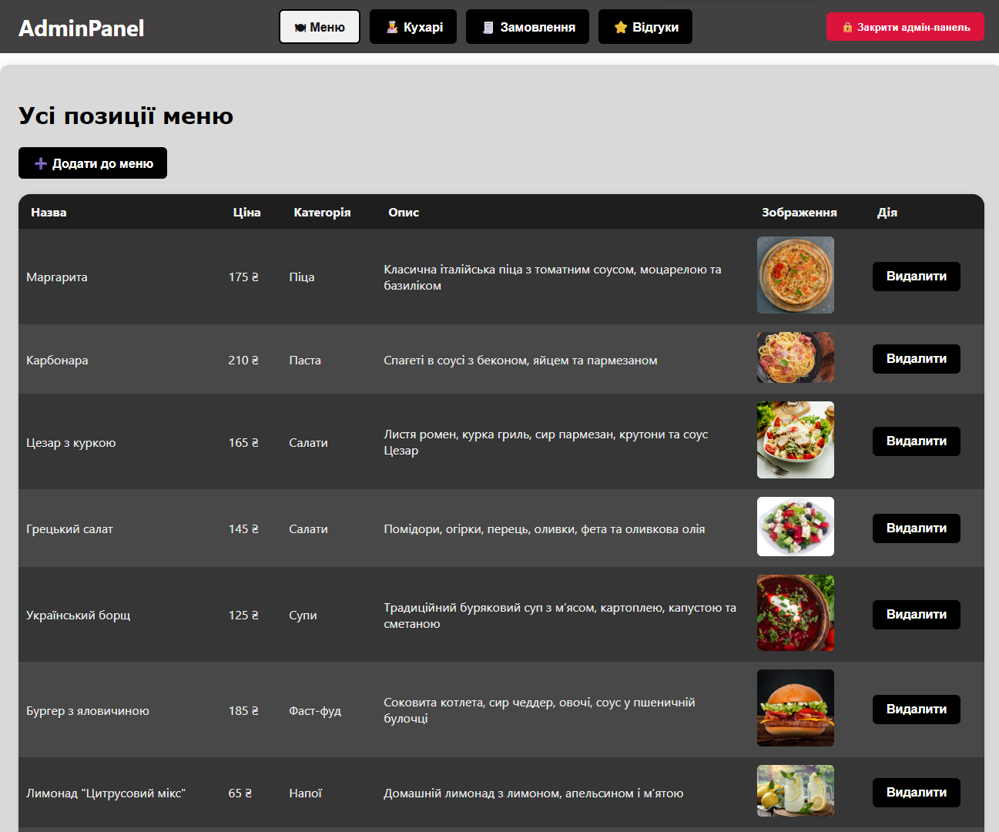 AdminPanel
Меню
Кухарі
Замовлення
Відгуки
Закрити адмін-панель
Усі позиції меню
Додати до меню
Назва Ціна Категорія Опис Зображення Дія
Маргарита 175 ₴ Піца Класична італійська піца з томатним соусом, моцарелою та
базиліком
Видалити
Карбонара 210 ₴ Паста Спагеті в соусі з беконом, яйцем та пармезаном Видалити
Цезар з куркою 165 ₴ Салати Листя ромен, курка гриль, сир пармезан, крутони та соус
Цезар
Видалити
Грецький салат 145 ₴ Салати Помідори, огірки, перець, оливки, фета та оливкова олія Видалити
Український борщ 125 ₴ Супи Традиційний буряковий суп з м’ясом, картоплею, капустою та
сметаною
Видалити
Бургер з яловичиною 185 ₴ Фаст-фуд Соковита котлета, сир чеддер, овочі, соус у пшеничній
булочці
Видалити
Лимонад "Цитрусовий мікс" 65 ₴ Напої Домашній лимонад з лимоном, апельсином і м’ятою Видалити